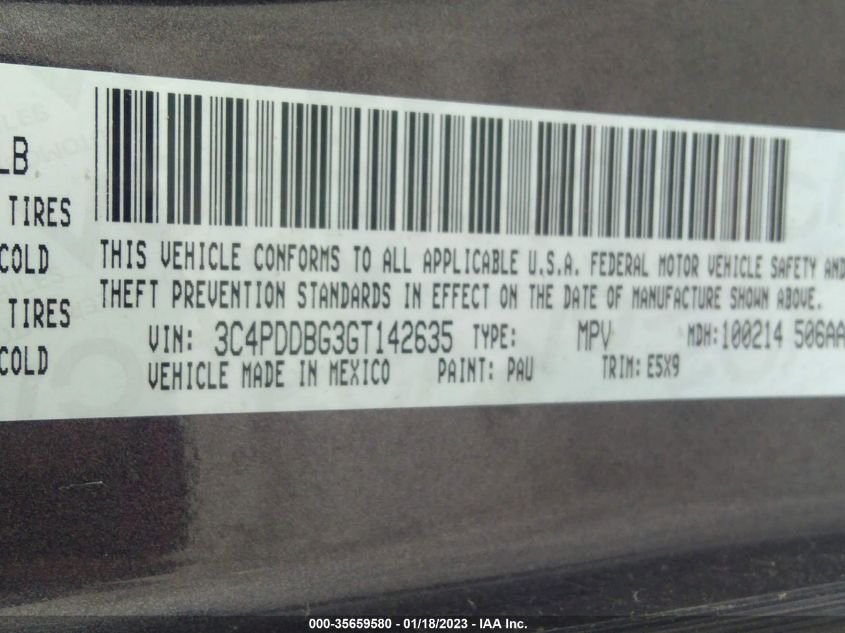 LB
TIRES
COLD
TIRES
COLD
THIS VEHICLE CONFORMS TO ALL APPLICABLE U.S.A. FEDERAL MOTOR VEHICLE SAFETY AND
THEFT PREVENTION STANDARDS IN EFFECT ON THE DATE OF MANUFACTURE SHOWN ABOVE.
VIN: 3C4PDDBG3GT142635 TYPE: MPV MDH:100214 506AA
VEHICLE MADE IN MEXICO PAINT: PAU TRIM: E5X9
000-35659580 - 01/18/2023 - IAA Inc.